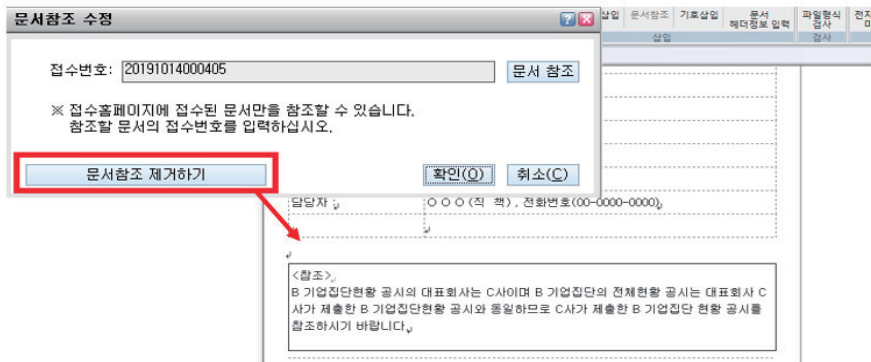 문서참조 수정
접수번호: 20191014000405 문서 참조
※ 접수홈페이지에 접수된 문서만을 참조할 수 있습니다.
참조할 문서의 접수번호를 입력하십시오.
문서참조 제거하기 확인(O) 취소(C)
삽입 문서참조 기호삽입 문서 헤더정보 입력 파일형식 검사
삽입 검사
담당자 : ○○○(직 책), 전화번호(00-0000-0000)
<참조>
B 기업집단현황 공시의 대표회사는 C사이며 B 기업집단의 전체현황 공시는 대표회사 C
사가 제출한 B 기업집단현황 공시와 동일하므로 C사가 제출한 B 기업집단 현황 공시를
참조하시기 바랍니다.